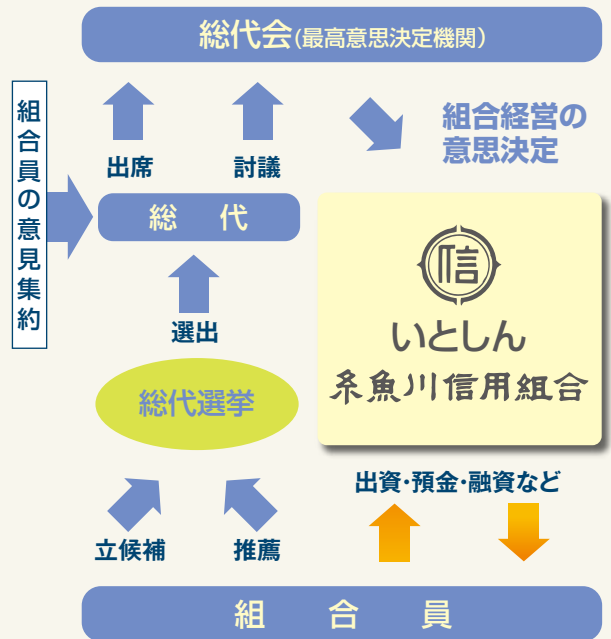 総代会(最高意思決定機関)
組合員の意見集約
出席
討議
組合経営の
意思決定
総代
信
いとしん
糸魚川信用組合
選出
総代選挙
出資・預金・融資など
立候補
推薦
組合員